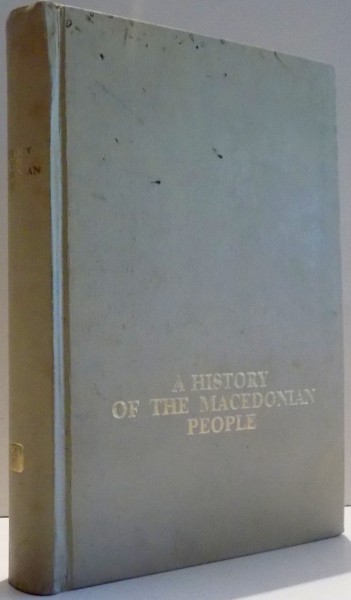 A HISTORY
OF THE MACEDONIAN
PEOPLE